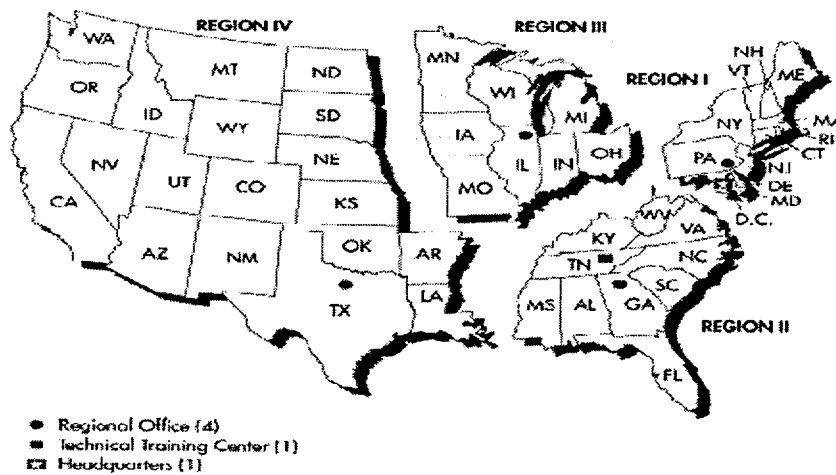 REGION IV
REGION III
REGION I
REGION II
WA
OR
ID
MT
ND
SD
WY
NE
NV
UT
CO
KS
CA
AZ
NM
OK
TX
AR
LA
MN
WI
MI
IA
IL
IN
OH
MO
NH
VT
ME
NY
MA
RI
CT
PA
NJ
DE
MD
D.C.
WV
KY
VA
TN
NC
SC
MS
AL
GA
FL
Regional Office (4)
Technical Training Center (1)
Headquarters (1)